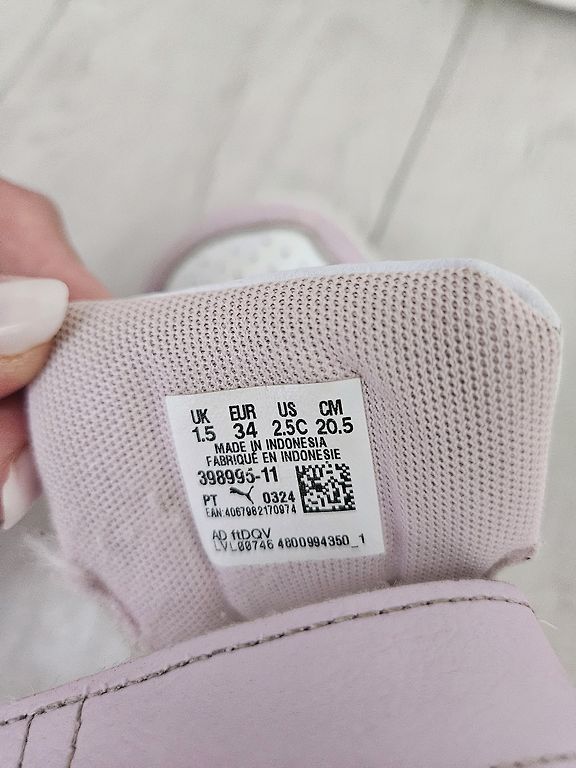 UK EUR US CM
1.5 34 2.5C 20.5
MADE IN INDONESIA
FABRIQUÉ EN INDONESIE
398995-11
PT 0324
EAN:4067982170974
AD ftDQV
LVL00746 4800994350_1